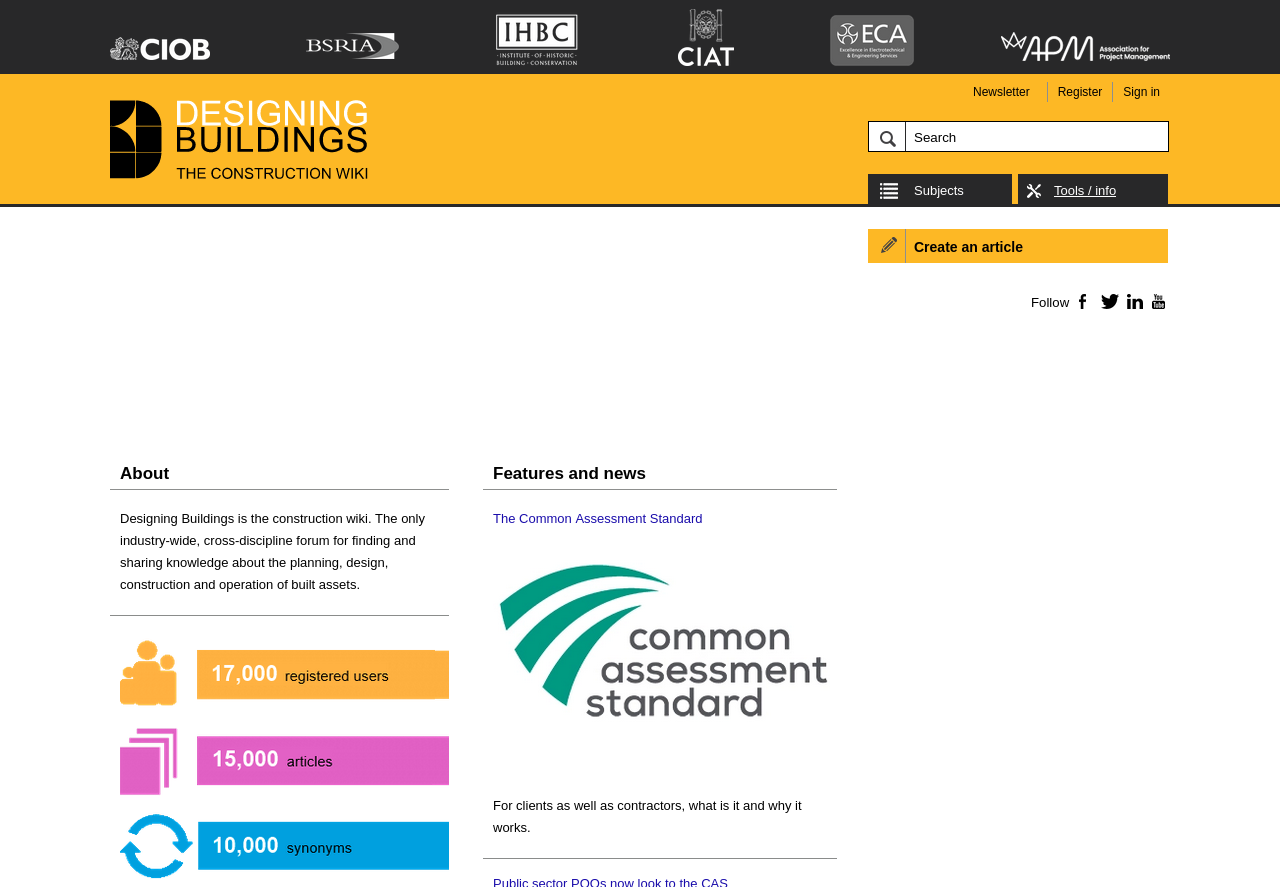 CIOB
BSRIA
IHBC
INSTITUTE OF HISTORIC
BUILDING CONSERVATION
CIAT
ECA
Excellence in Electrotechnical
& Engineering Services
APM
Association for
Project Management
Newsletter
Register
Sign in
DESIGNING
BUILDINGS
THE CONSTRUCTION WIKI
Search
Subjects
Tools / info
Create an article
Follow
You
Tube
About
Designing Buildings is the construction wiki. The only
industry-wide, cross-discipline forum for finding and
sharing knowledge about the planning, design,
construction and operation of built assets.
17,000 registered users
15,000 articles
10,000 synonyms
Features and news
The Common Assessment Standard
common
assessment
standard
For clients as well as contractors, what is it and why it
works.
Public sector PQQs now look to the CAS